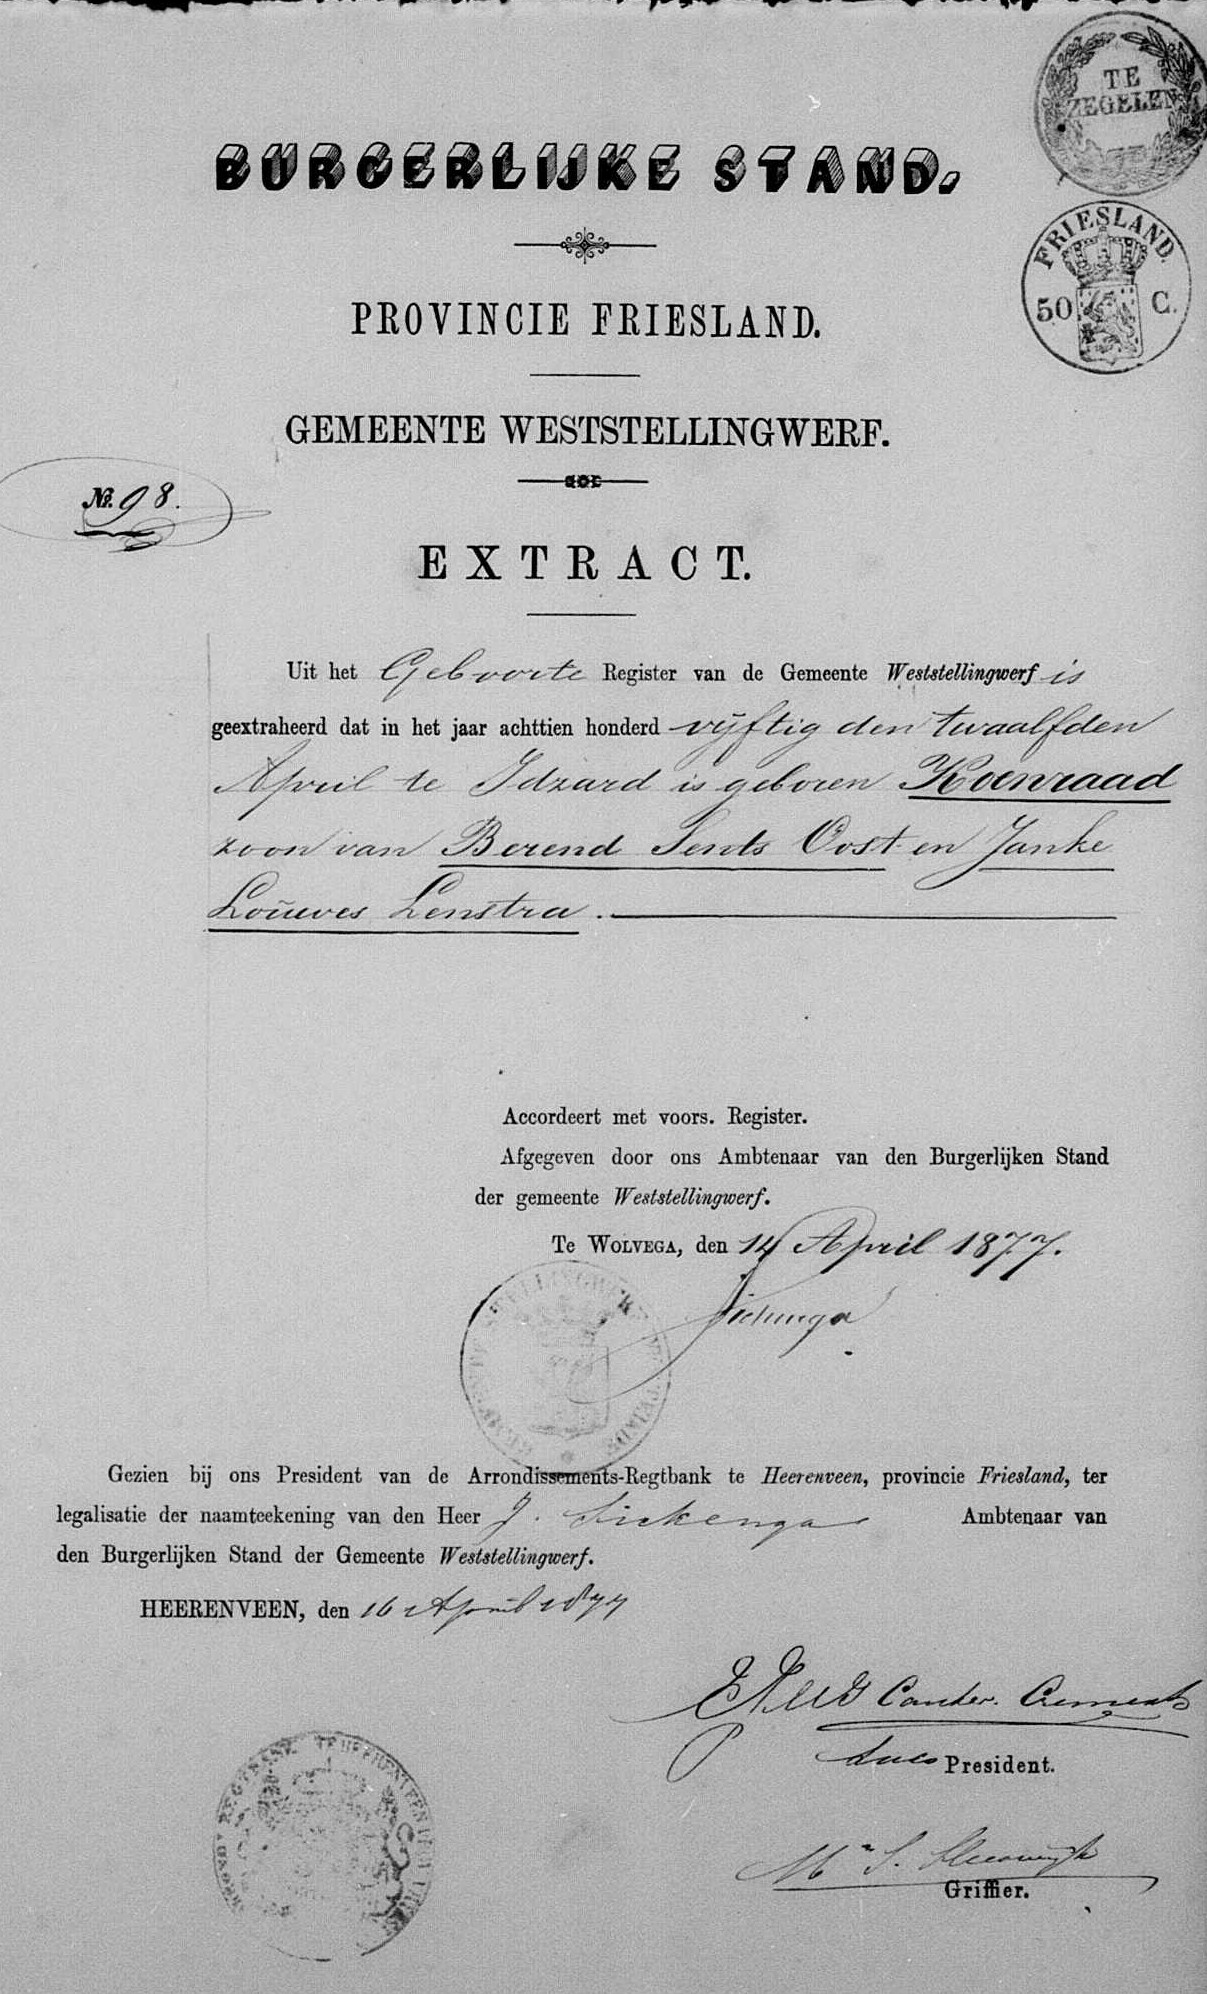 TE
ZEGELEN
BURGERLIJKE STAND.
FRIESLAND.
50 C.
PROVINCIE FRIESLAND.
GEMEENTE WESTSTELLINGWERF.
No. 98.
EXTRACT.
Uit het Geboorte Register van de Gemeente Weststellingwerf is
geextraheerd dat in het jaar achttien honderd vijftig den twaalfden
April te Idzard is geboren Koenraad
zoon van Berend Sents Oost en Janke
Louwes Lenstra.
Accordeert met voors. Register.
Afgegeven door ons Ambtenaar van den Burgerlijken Stand
der gemeente Weststellingwerf.
Te Wolvega, den 14 April 1877.
Sickenga
Gezien bij ons President van de Arrondissements-Regtbank te Heerenveen, provincie Friesland, ter
legalisatie der naamteekening van den Heer J. Sickenga Ambtenaar van
den Burgerlijken Stand der Gemeente Weststellingwerf.
HEERENVEEN, den 16 April 1877
President.
Griffier.